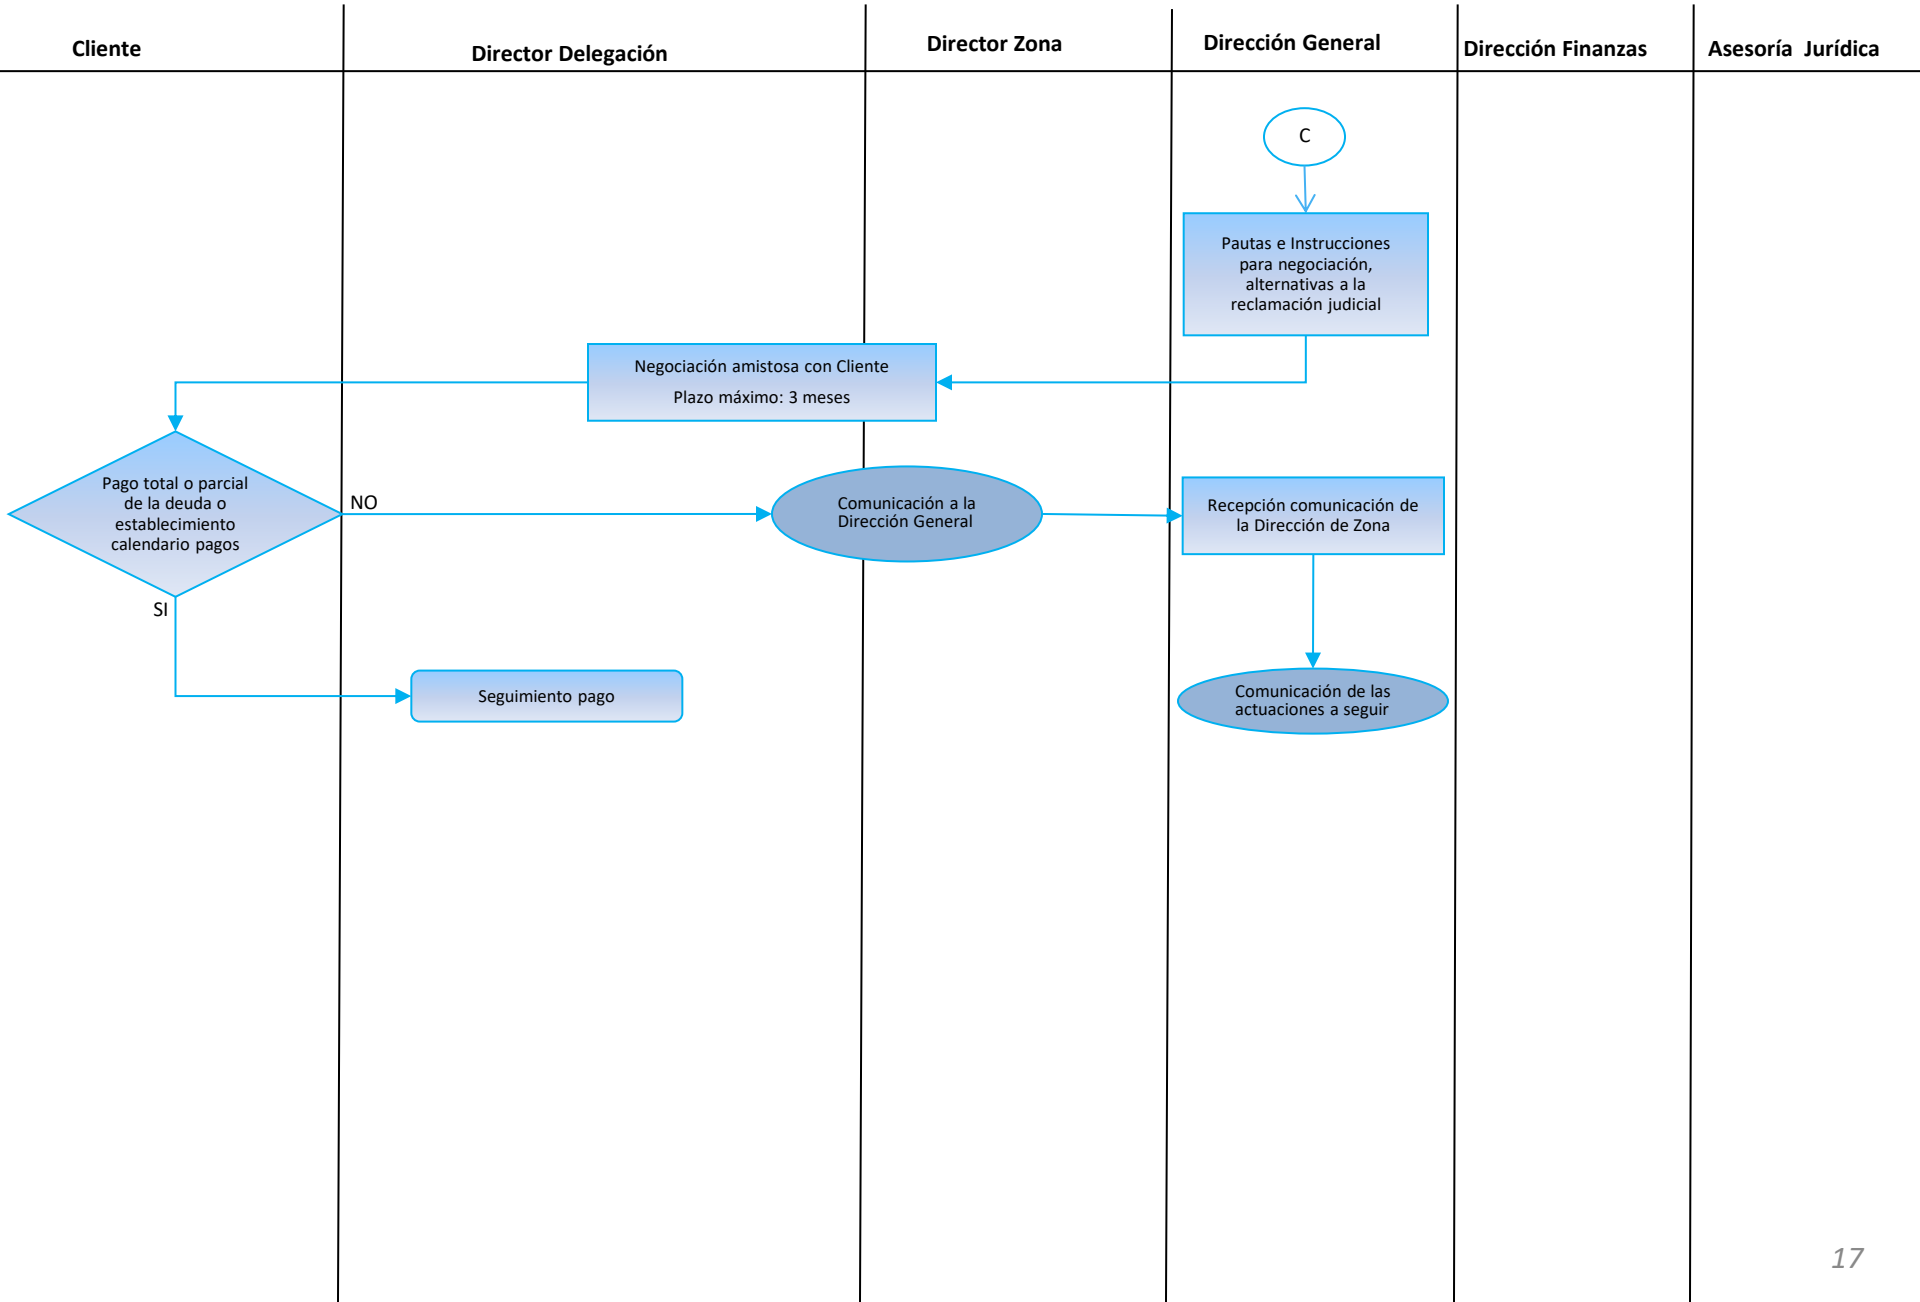 Cliente
Director Delegación
Director Zona
Dirección General
Dirección Finanzas
Asesoría Jurídica
C
Pautas e Instrucciones
para negociación,
alternativas a la
reclamación judicial
Negociación amistosa con Cliente
Plazo máximo: 3 meses
Pago total o parcial
de la deuda o
establecimiento
calendario pagos
NO
Comunicación a la
Dirección General
Recepción comunicación de
la Dirección de Zona
SI
Seguimiento pago
Comunicación de las
actuaciones a seguir
17